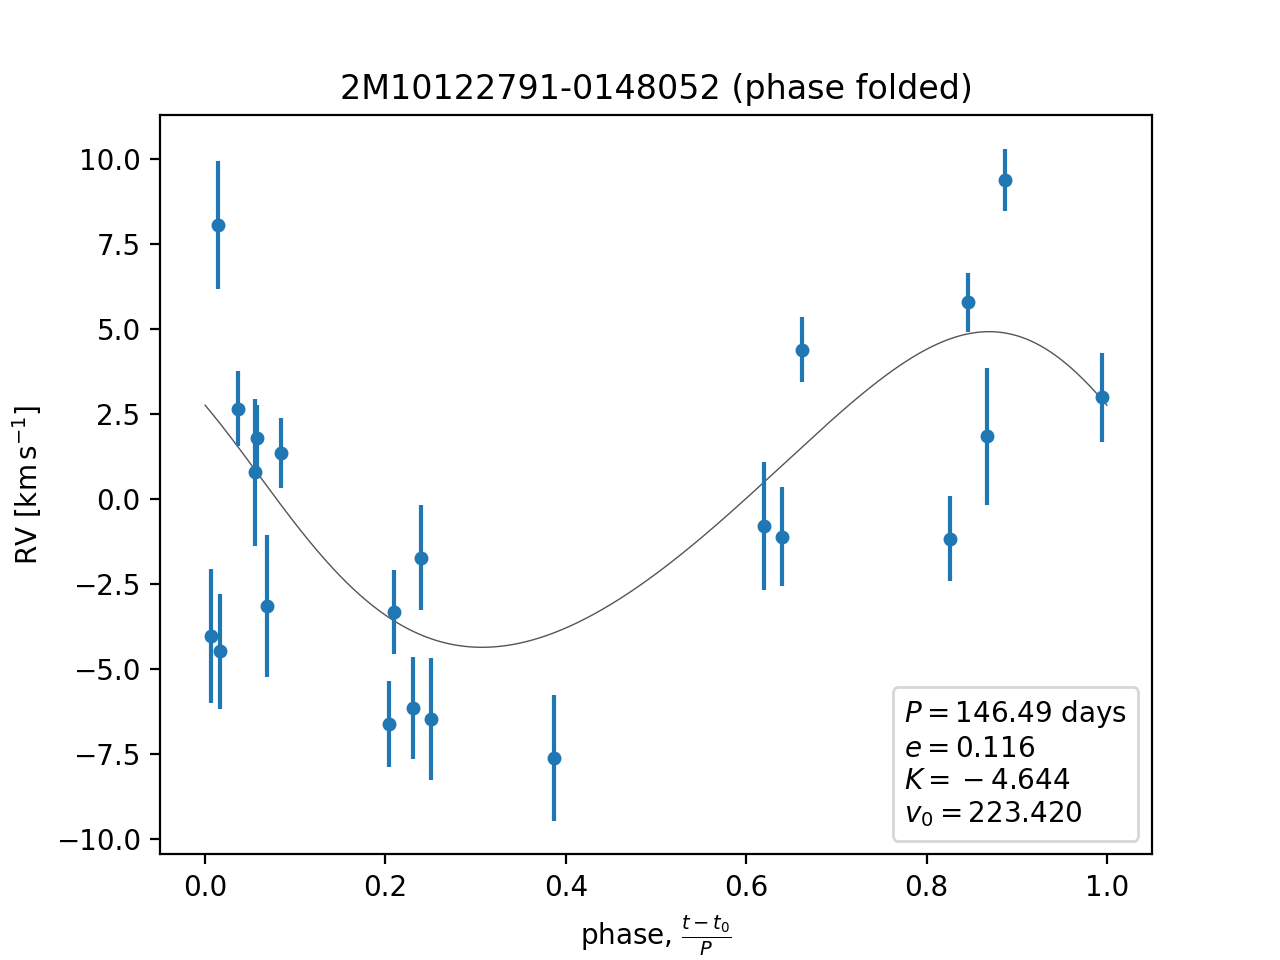 2M10122791-0148052 (phase folded)
RV [km s⁻¹]
10.0
7.5
5.0
2.5
0.0
−2.5
−5.0
−7.5
−10.0
P = 146.49 days
e = 0.116
K = −4.644
v₀ = 223.420
0.0 0.2 0.4 0.6 0.8 1.0
phase, (t − t₀)/P